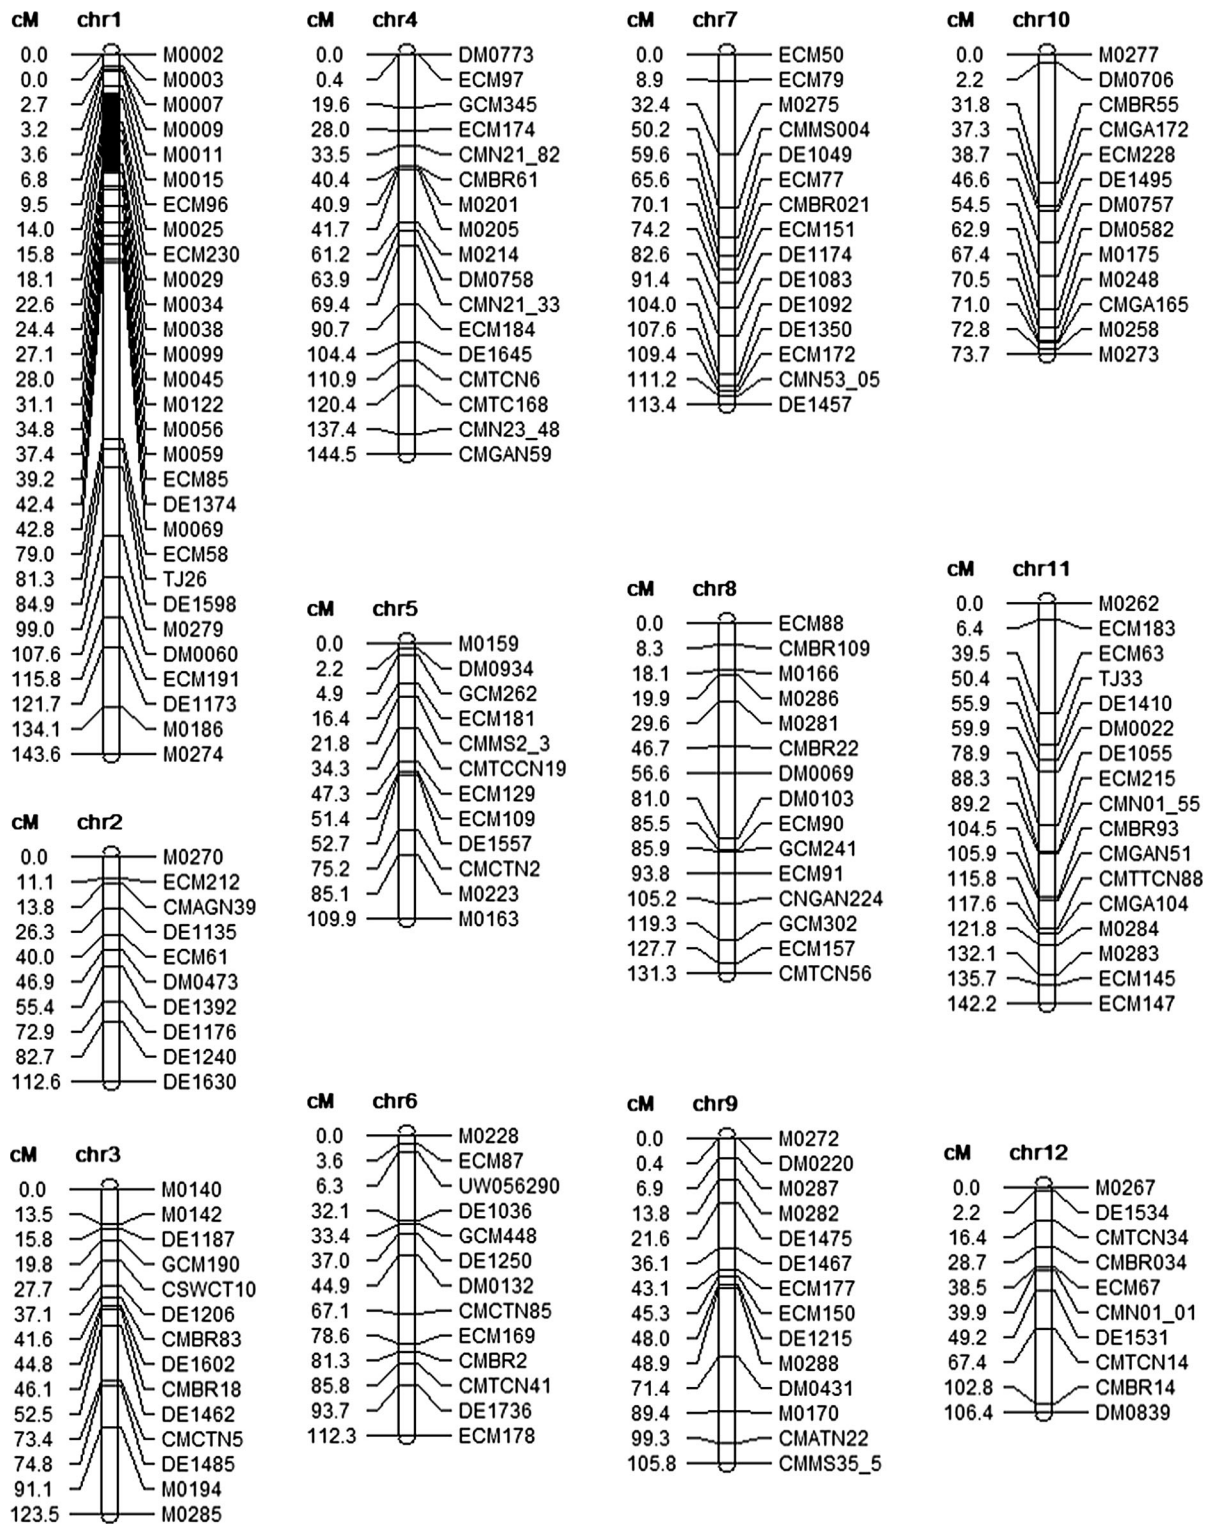 cM chr1
0.0 M0002
0.0 M0003
2.7 M0007
3.2 M0009
3.6 M0011
6.8 M0015
9.5 ECM96
14.0 M0025
15.8 ECM230
18.1 M0029
22.6 M0034
24.4 M0038
27.1 M0099
28.0 M0045
31.1 M0122
34.8 M0056
37.4 M0059
39.2 ECM85
42.4 DE1374
42.8 M0069
79.0 ECM58
81.3 TJ26
84.9 DE1598
99.0 M0279
107.6 DM0060
115.8 ECM191
121.7 DE1173
134.1 M0186
143.6 M0274
cM chr2
0.0 M0270
11.1 ECM212
13.8 CMAGN39
26.3 DE1135
40.0 ECM61
46.9 DM0473
55.4 DE1392
72.9 DE1176
82.7 DE1240
112.6 DE1630
cM chr3
0.0 M0140
13.5 M0142
15.8 DE1187
19.8 GCM190
27.7 CSWCT10
37.1 DE1206
41.6 CMBR83
44.8 DE1602
46.1 CMBR18
52.5 DE1462
73.4 CMCTN5
74.8 DE1485
91.1 M0194
123.5 M0285
cM chr4
0.0 DM0773
0.4 ECM97
19.6 GCM345
28.0 ECM174
33.5 CMN21_82
40.4 CMBR61
40.9 M0201
41.7 M0205
61.2 M0214
63.9 DM0758
69.4 CMN21_33
90.7 ECM184
104.4 DE1645
110.9 CMTCN6
120.4 CMTC168
137.4 CMN23_48
144.5 CMGAN59
cM chr5
0.0 M0159
2.2 DM0934
4.9 GCM262
16.4 ECM181
21.8 CMMS2_3
34.3 CMTCCN19
47.3 ECM129
51.4 ECM109
52.7 DE1557
75.2 CMCTN2
85.1 M0223
109.9 M0163
cM chr6
0.0 M0228
3.6 ECM87
6.3 UW056290
32.1 DE1036
33.4 GCM448
37.0 DE1250
44.9 DM0132
67.1 CMCTN85
78.6 ECM169
81.3 CMBR2
85.8 CMTCN41
93.7 DE1736
112.3 ECM178
cM chr7
0.0 ECM50
8.9 ECM79
32.4 M0275
50.2 CMMS004
59.6 DE1049
65.6 ECM77
70.1 CMBR021
74.2 ECM151
82.6 DE1174
91.4 DE1083
104.0 DE1092
107.6 DE1350
109.4 ECM172
111.2 CMN53_05
113.4 DE1457
cM chr8
0.0 ECM88
8.3 CMBR109
18.1 M0166
19.9 M0286
29.6 M0281
46.7 CMBR22
56.6 DM0069
81.0 DM0103
85.5 ECM90
85.9 GCM241
93.8 ECM91
105.2 CNGAN224
119.3 GCM302
127.7 ECM157
131.3 CMTCN56
cM chr9
0.0 M0272
0.4 DM0220
6.9 M0287
13.8 M0282
21.6 DE1475
36.1 DE1467
43.1 ECM177
45.3 ECM150
48.0 DE1215
48.9 M0288
71.4 DM0431
89.4 M0170
99.3 CMATN22
105.8 CMMS35_5
cM chr10
0.0 M0277
2.2 DM0706
31.8 CMBR55
37.3 CMGA172
38.7 ECM228
46.6 DE1495
54.5 DM0757
62.9 DM0582
67.4 M0175
70.5 M0248
71.0 CMGA165
72.8 M0258
73.7 M0273
cM chr11
0.0 M0262
6.4 ECM183
39.5 ECM63
50.4 TJ33
55.9 DE1410
59.9 DM0022
78.9 DE1055
88.3 ECM215
89.2 CMN01_55
104.5 CMBR93
105.9 CMGAN51
115.8 CMTTCN88
117.6 CMGA104
121.8 M0284
132.1 M0283
135.7 ECM145
142.2 ECM147
cM chr12
0.0 M0267
2.2 DE1534
16.4 CMTCN34
28.7 CMBR034
38.5 ECM67
39.9 CMN01_01
49.2 DE1531
67.4 CMTCN14
102.8 CMBR14
106.4 DM0839